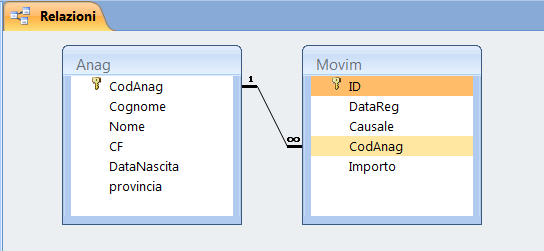 Relazioni
Anag
CodAnag
Cognome
Nome
CF
DataNascita
provincia
1
∞
Movim
ID
DataReg
Causale
CodAnag
Importo